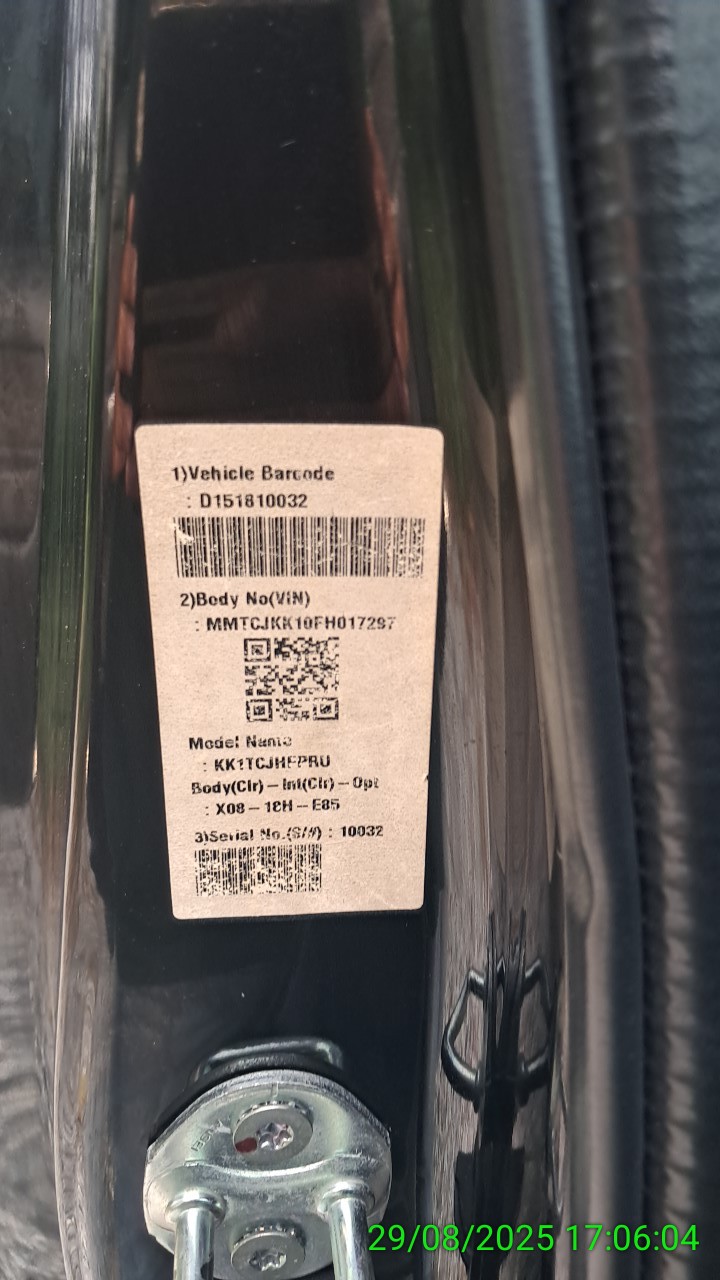 1)Vehicle Barcode
: D151810032
2)Body No(VIN)
: MMTCJKK10FH017297
Model Name
: KK1TCJHFPRU
Body(Clr) – Int(Clr) – Opt
: X08 – 18H – E85
3)Serial No.(S/#) : 10032
29/08/2025 17:06:04